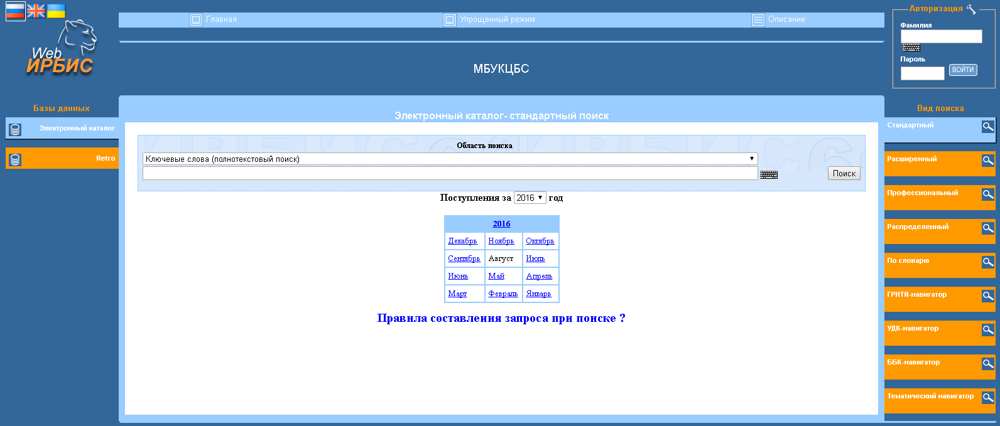 Главная
Упрощенный режим
Описание
Авторизация
Фамилия
Пароль
ВОЙТИ
Web
ИРБИС
МБУКЦБС
Базы данных
Электронный каталог
Retro
Электронный каталог- стандартный поиск
Область поиска
Ключевые слова (полнотекстовый поиск)
Поиск
Поступления за 2016 год
2016
Декабрь Ноябрь Октябрь
Сентябрь Август Июль
Июнь Май Апрель
Март Февраль Январь
Правила составления запроса при поиске ?
Вид поиска
Стандартный
Расширенный
Профессиональный
Распределенный
По словарю
ГРНТИ-навигатор
УДК-навигатор
ББК-навигатор
Тематический навигатор